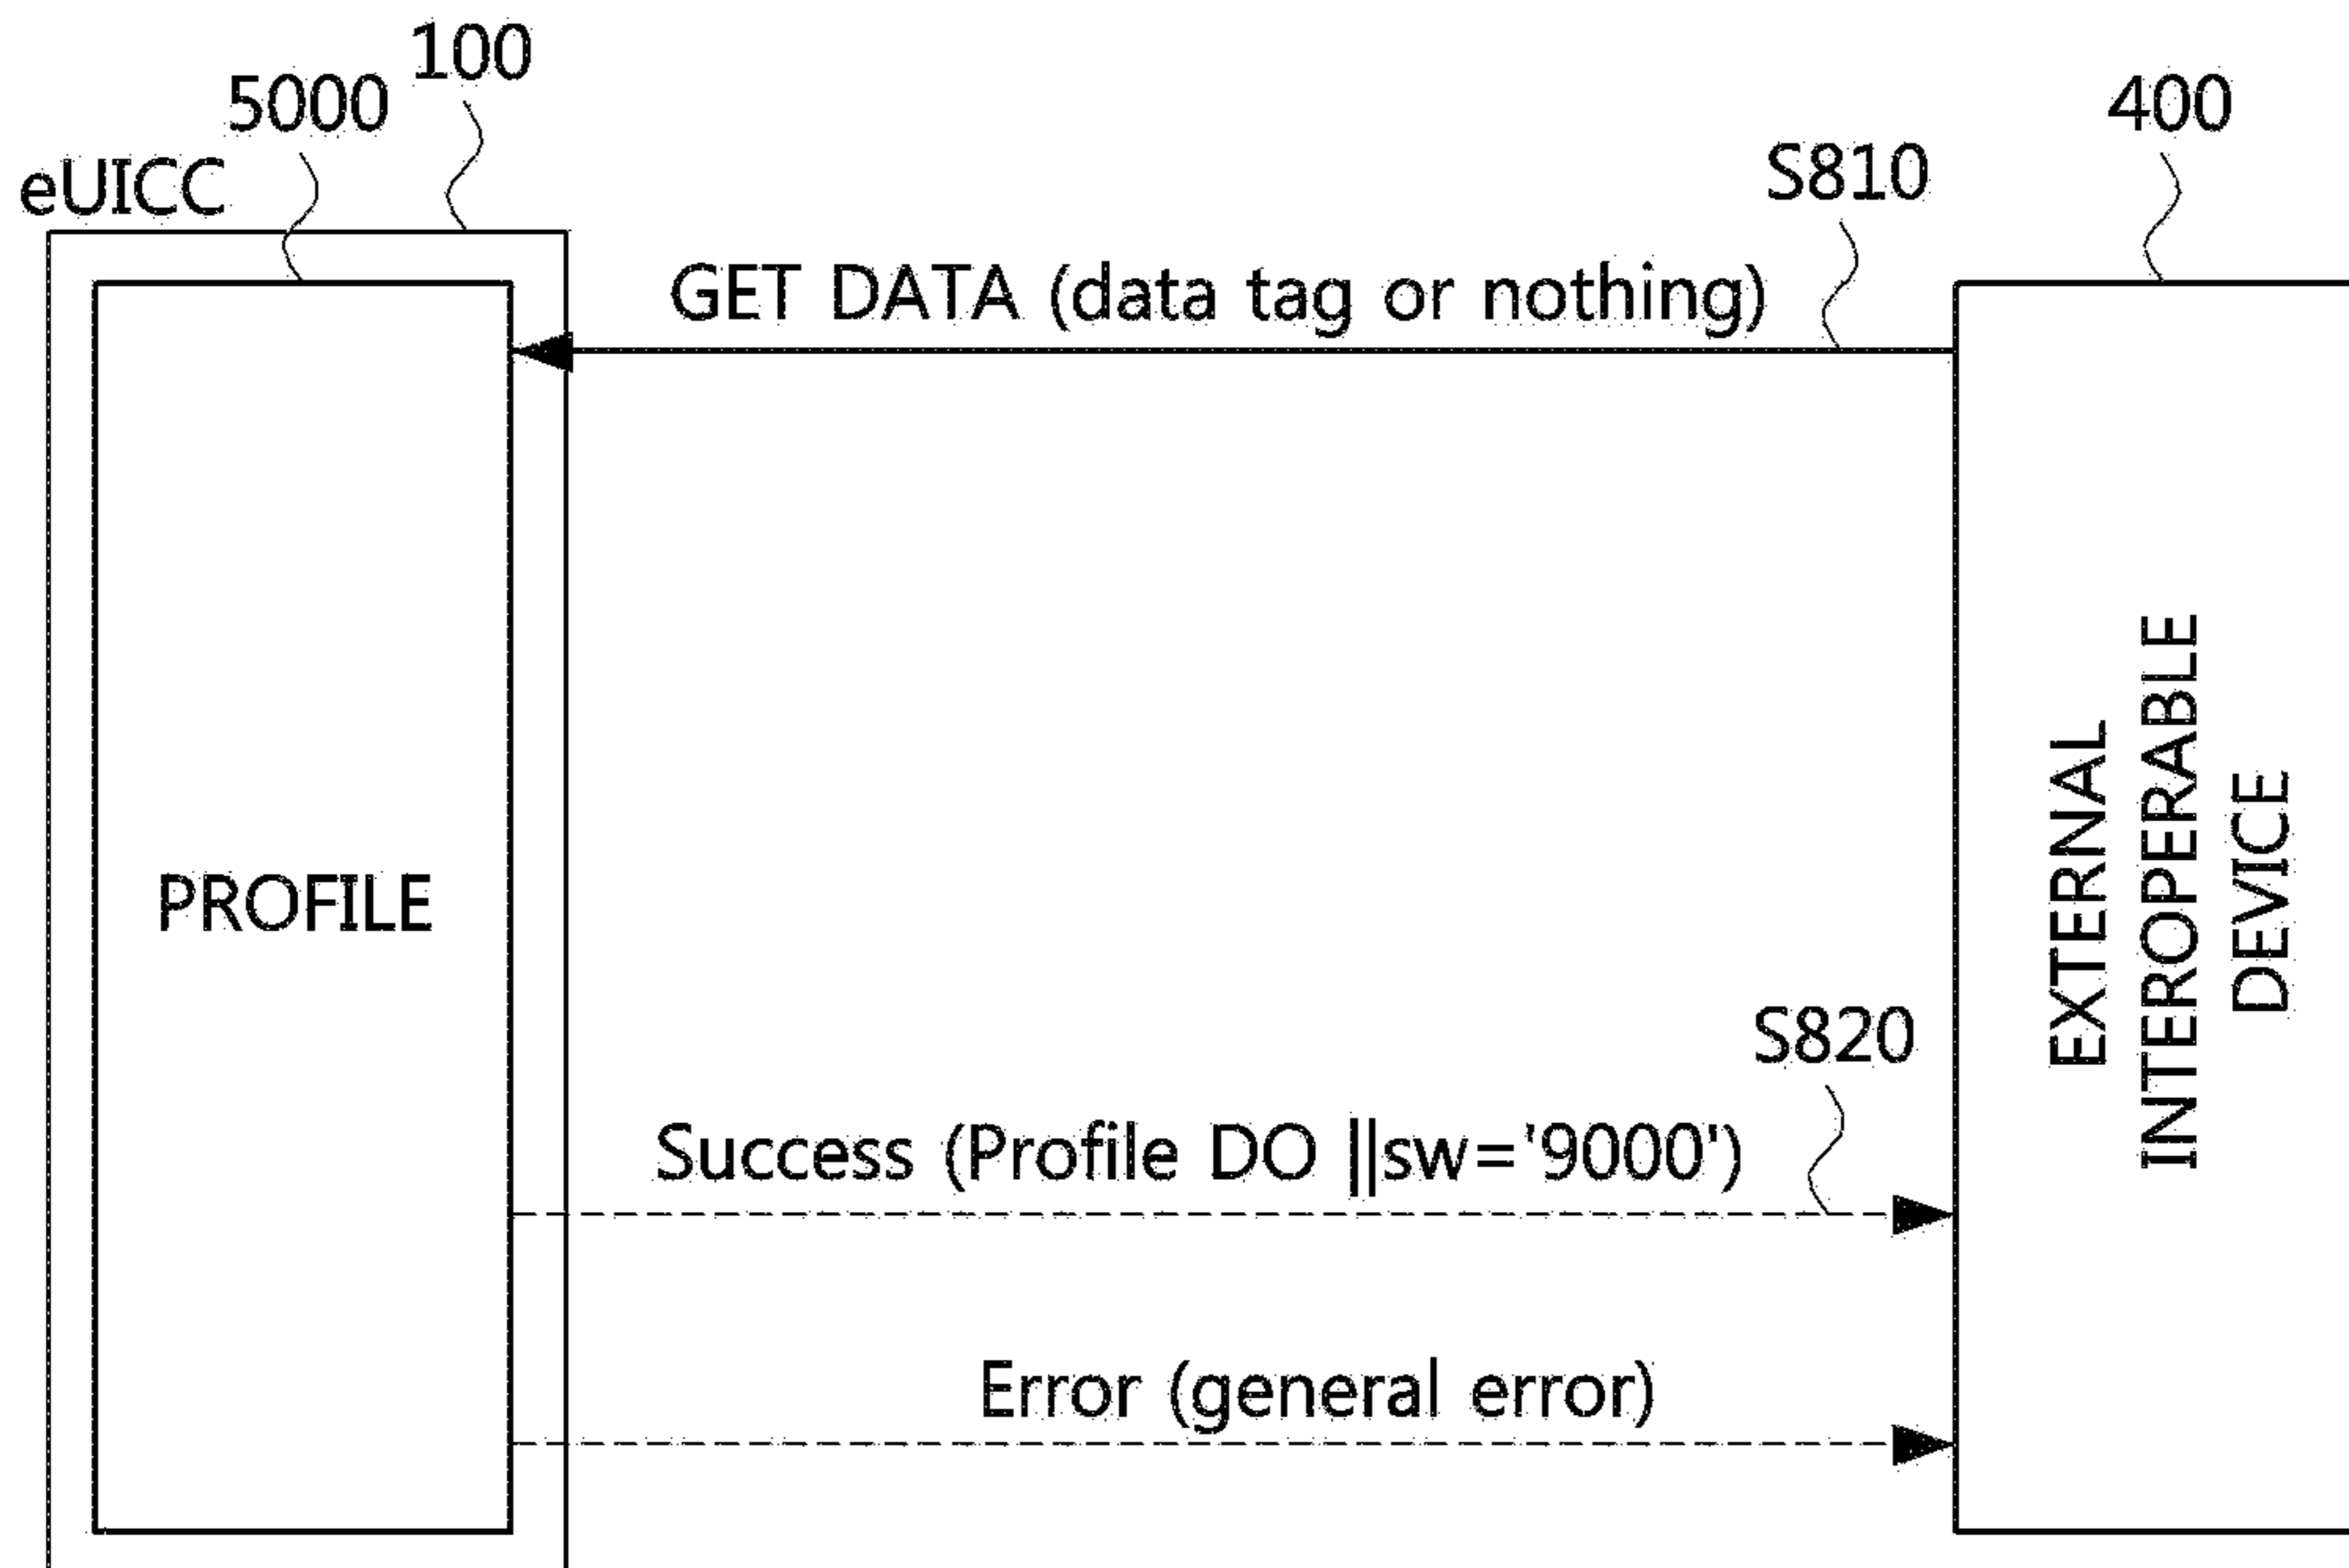 100
5000
400
eUICC
S810
GET DATA (data tag or nothing)
PROFILE
EXTERNAL
INTEROPERABLE
DEVICE
S820
Success (Profile DO ||sw='9000')
Error (general error)